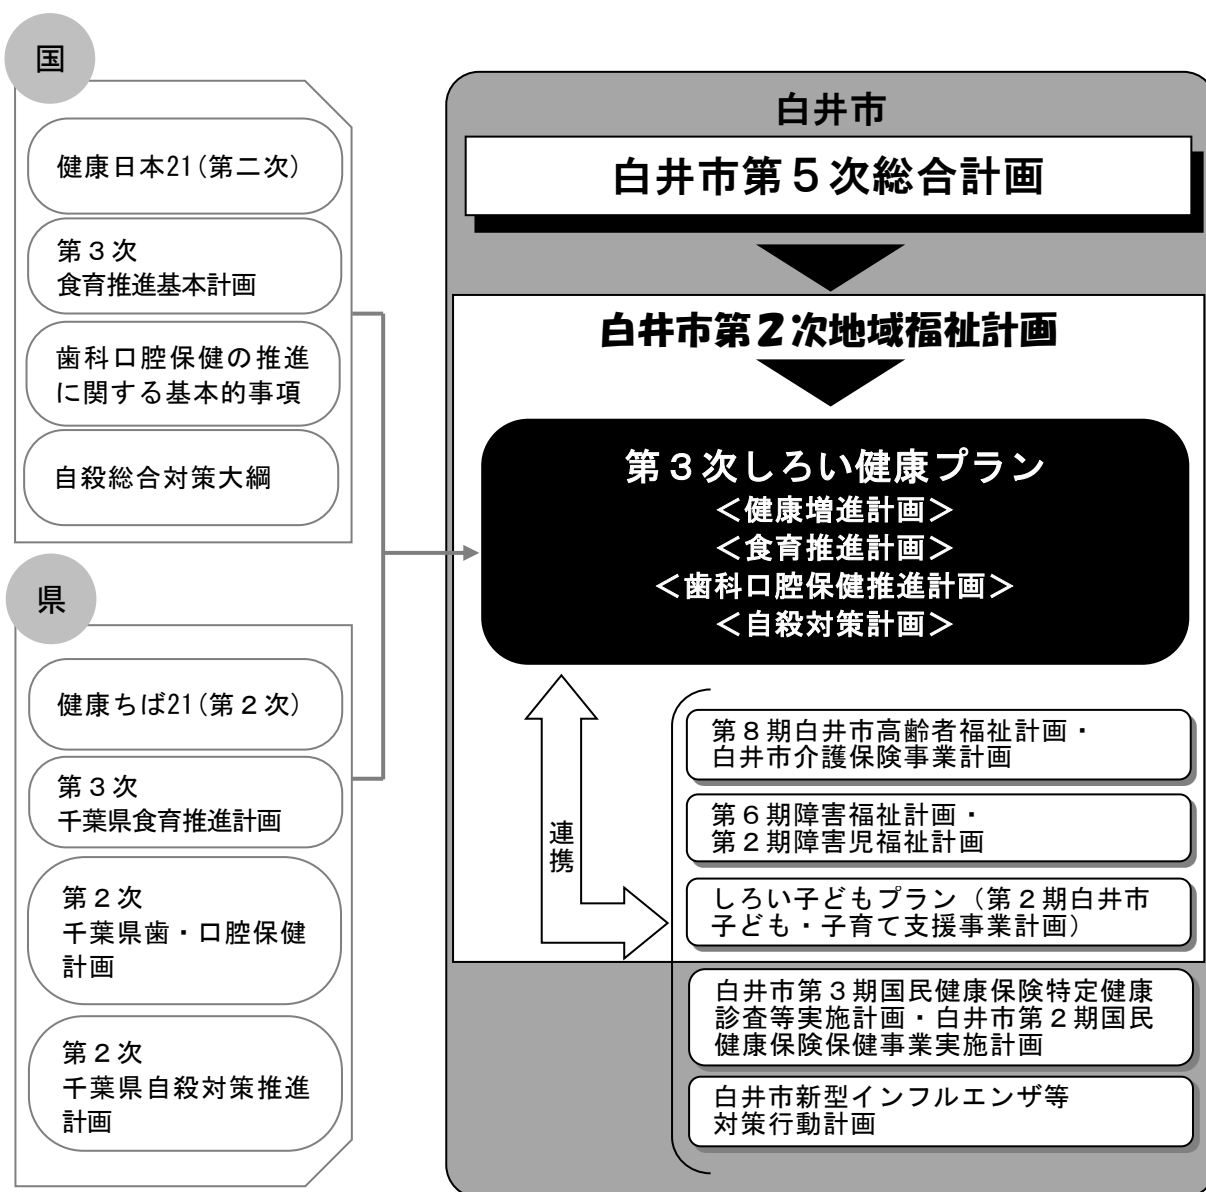 国
健康日本21(第二次)
第３次
食育推進基本計画
歯科口腔保健の推進
に関する基本的事項
自殺総合対策大綱
県
健康ちば21(第２次)
第３次
千葉県食育推進計画
第２次
千葉県歯・口腔保健
計画
第２次
千葉県自殺対策推進
計画
白井市
白井市第５次総合計画
白井市第２次地域福祉計画
第３次しろい健康プラン
＜健康増進計画＞
＜食育推進計画＞
＜歯科口腔保健推進計画＞
＜自殺対策計画＞
連携
第８期白井市高齢者福祉計画・
白井市介護保険事業計画
第６期障害福祉計画・
第２期障害児福祉計画
しろい子どもプラン（第２期白井市
子ども・子育て支援事業計画）
白井市第３期国民健康保険特定健康
診査等実施計画・白井市第２期国民
健康保険保健事業実施計画
白井市新型インフルエンザ等
対策行動計画